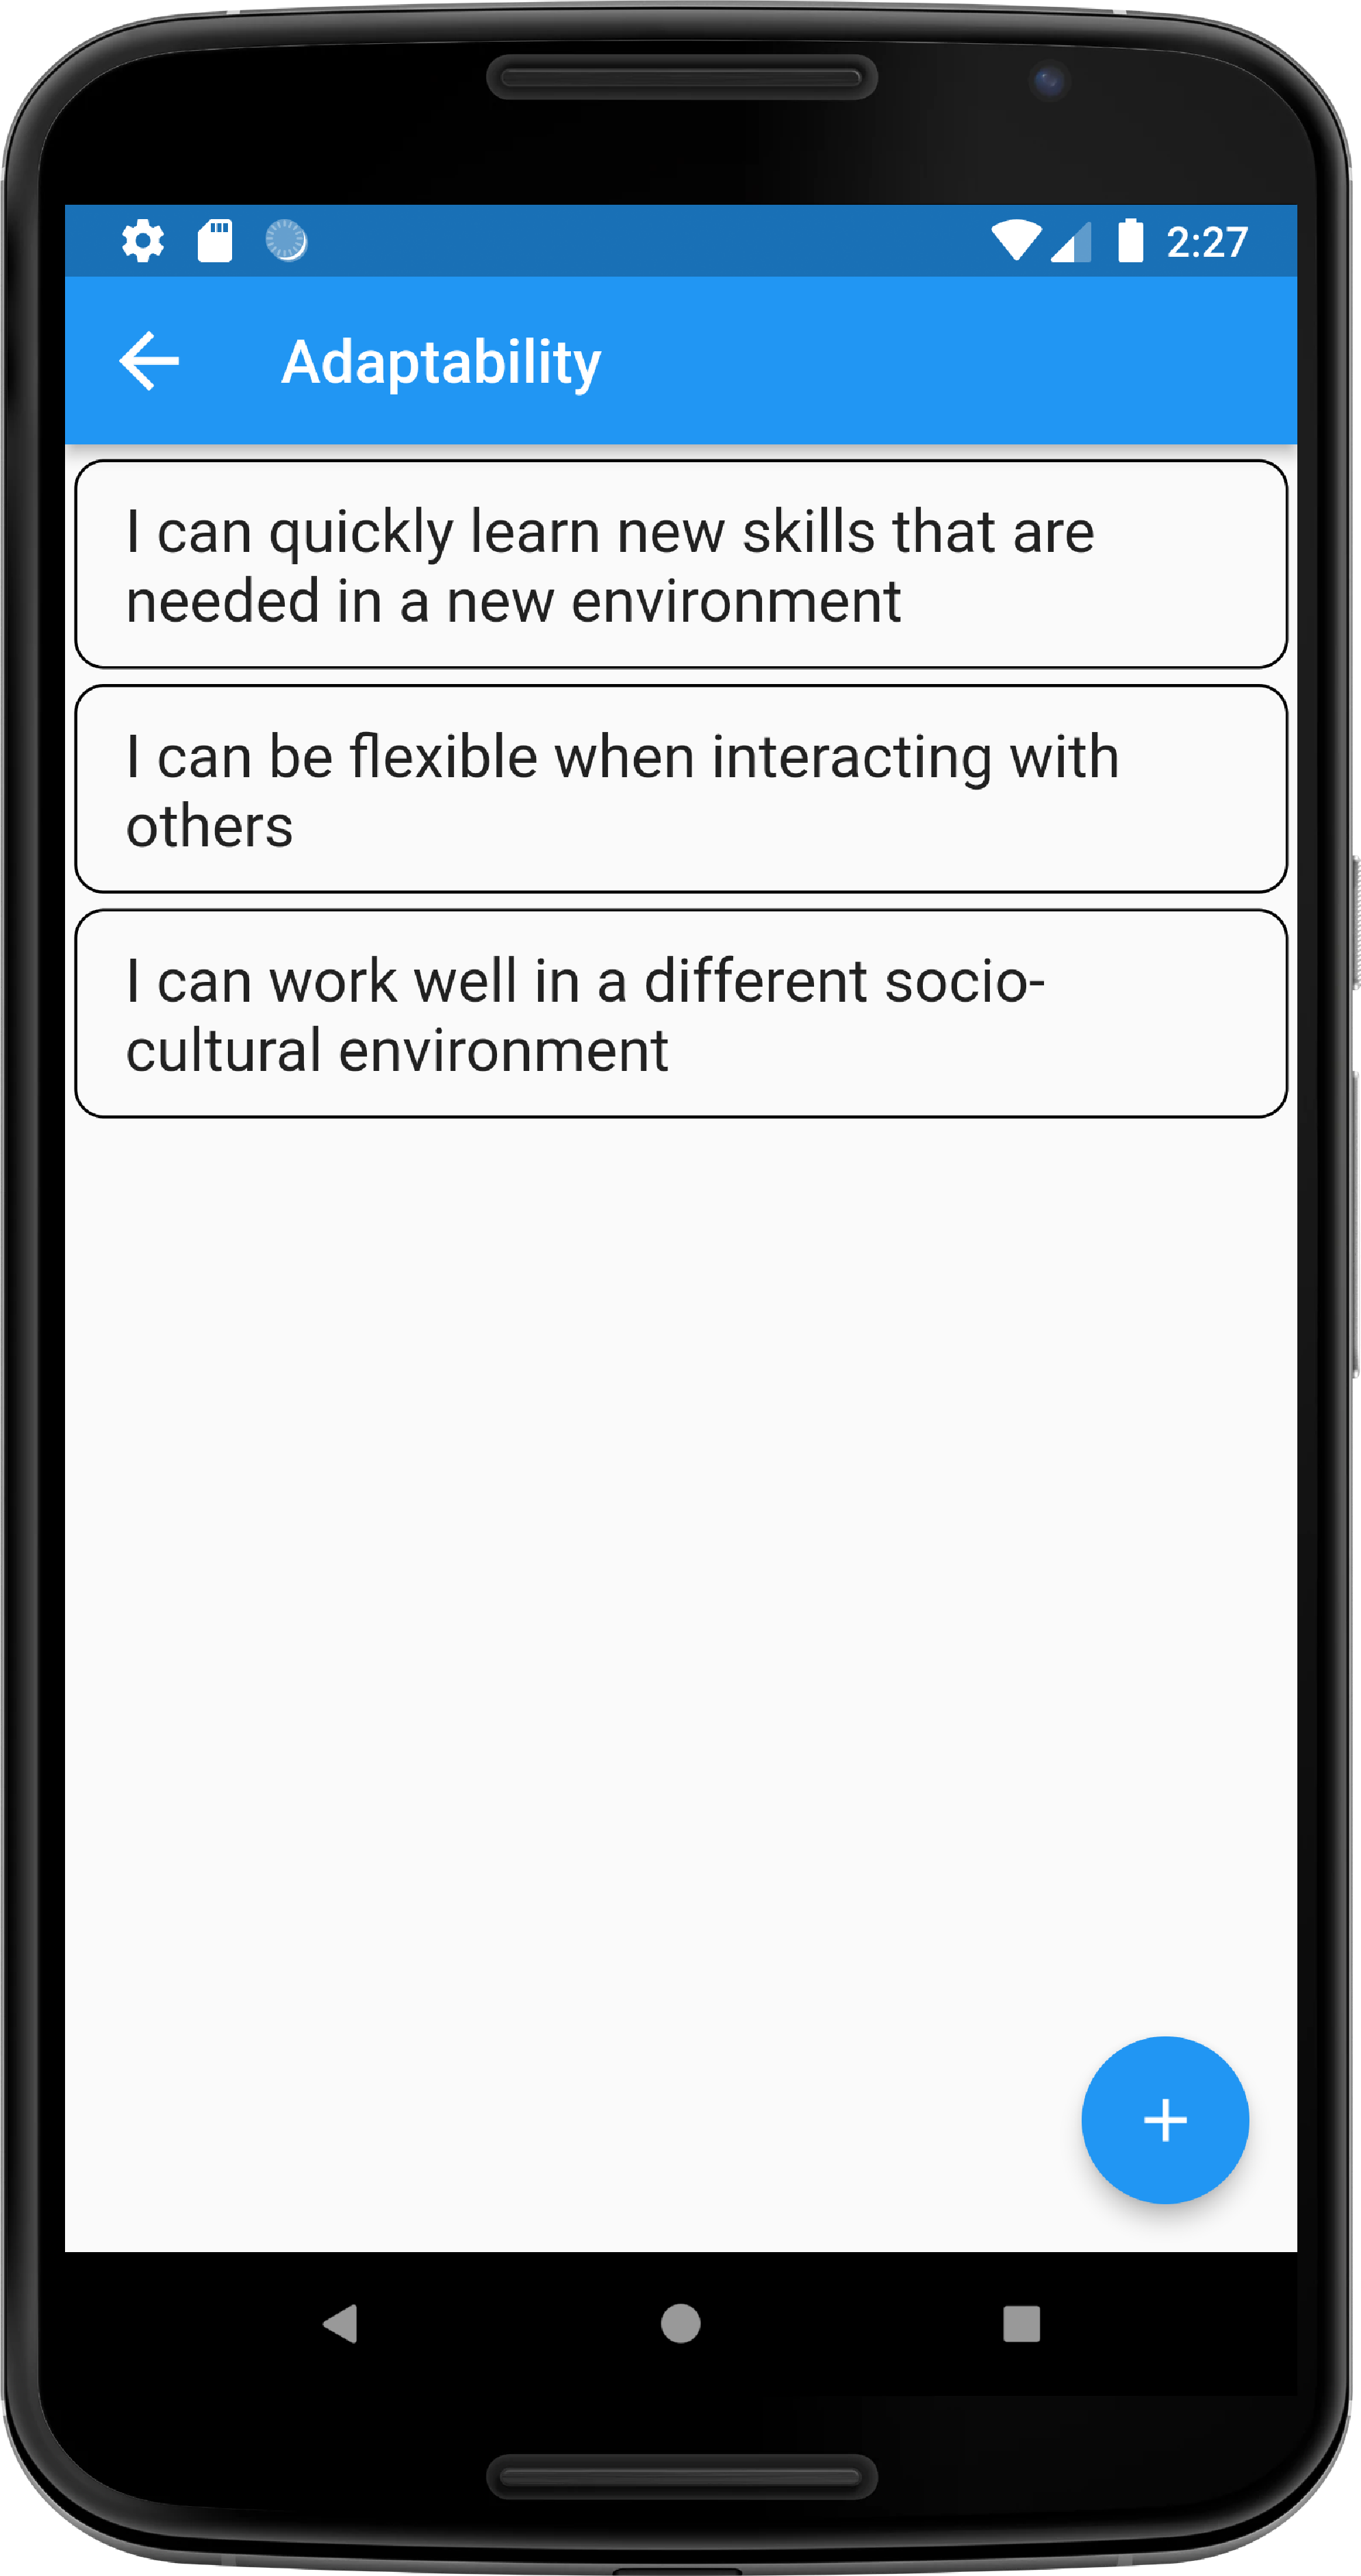 2:27
Adaptability
I can quickly learn new skills that are
needed in a new environment
I can be flexible when interacting with
others
I can work well in a different socio-
cultural environment